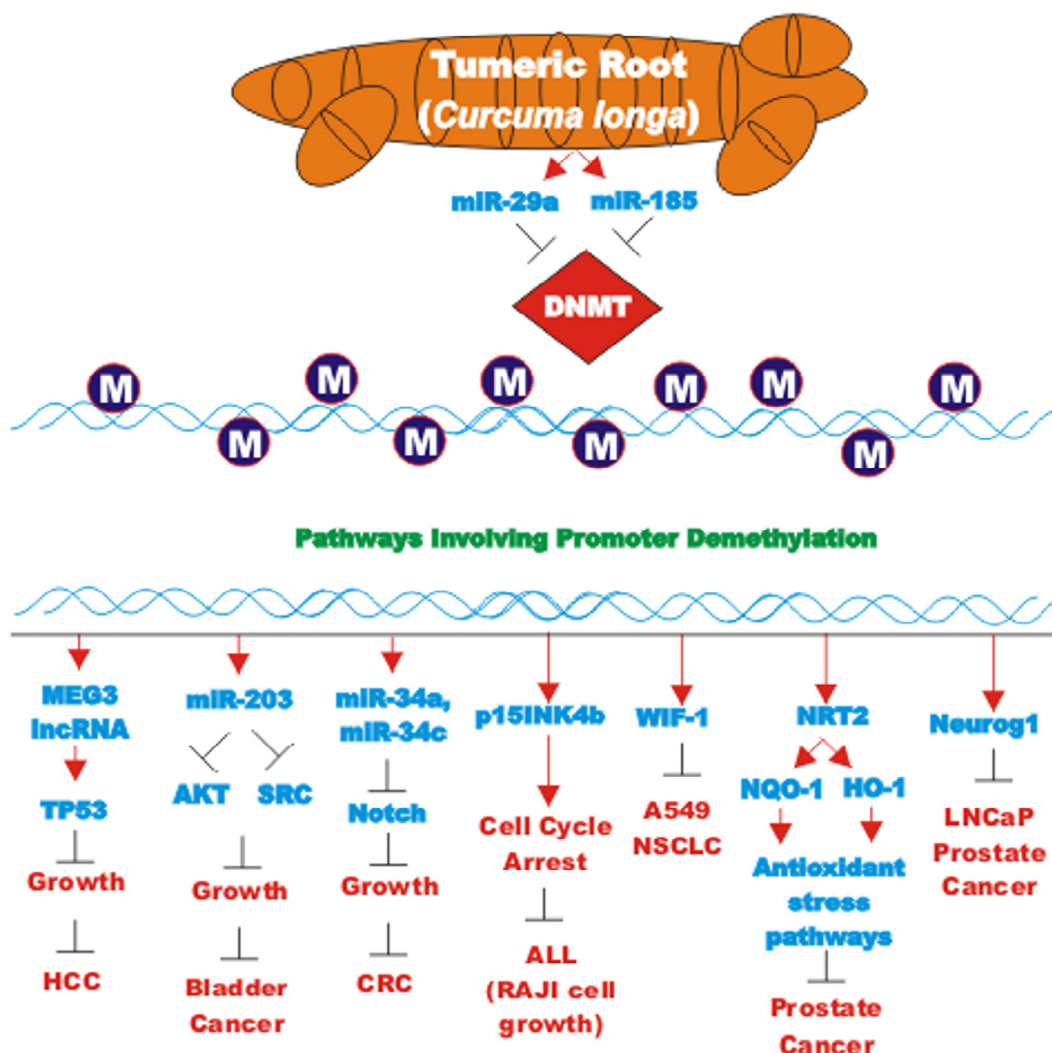 Tumeric Root
(Curcuma longa)
miR-29a
miR-185
DNMT
M
M
M
M
M
M
M
M
M
M
Pathways Involving Promoter Demethylation
MEG3
lncRNA
TP53
Growth
HCC
miR-203
AKT
SRC
Growth
Bladder
Cancer
miR-34a,
miR-34c
Notch
Growth
CRC
p15INK4b
Cell Cycle
Arrest
ALL
(RAJI cell
growth)
WIF-1
A549
NSCLC
NRT2
NQO-1
HO-1
Antioxidant
stress
pathways
Prostate
Cancer
Neurog1
LNCaP
Prostate
Cancer